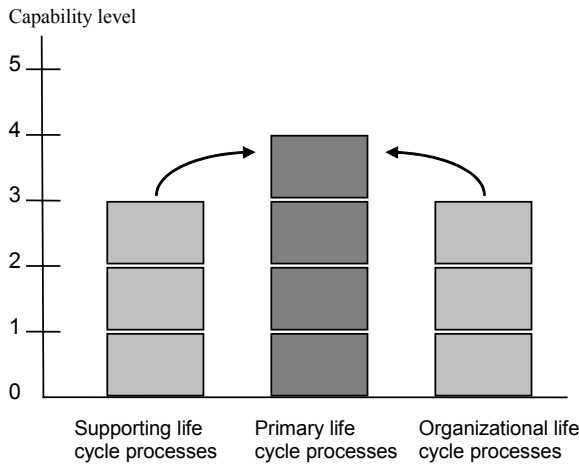 Capability level
5
4
3
2
1
0
Supporting life
cycle processes
Primary life
cycle processes
Organizational life
cycle processes